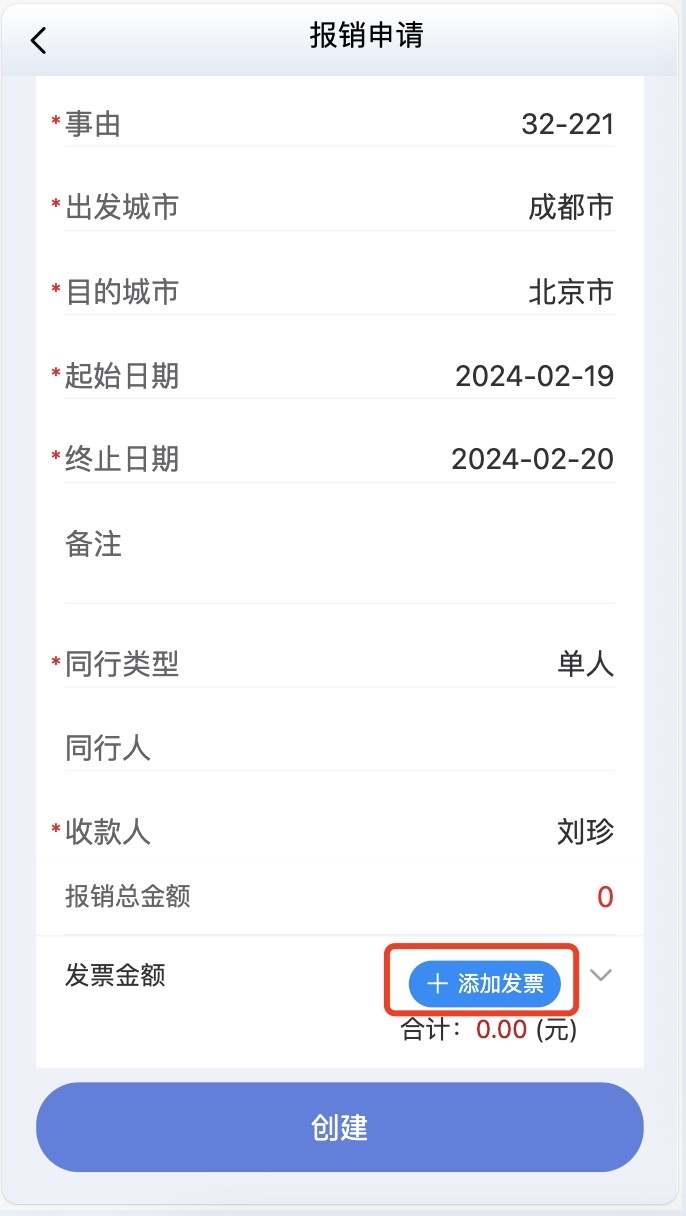 报销申请
*事由 32-221
*出发城市 成都市
*目的城市 北京市
*起始日期 2024-02-19
*终止日期 2024-02-20
备注
*同行类型 单人
同行人
*收款人 刘珍
报销总金额 0
发票金额 + 添加发票
合计：0.00 (元)
创建